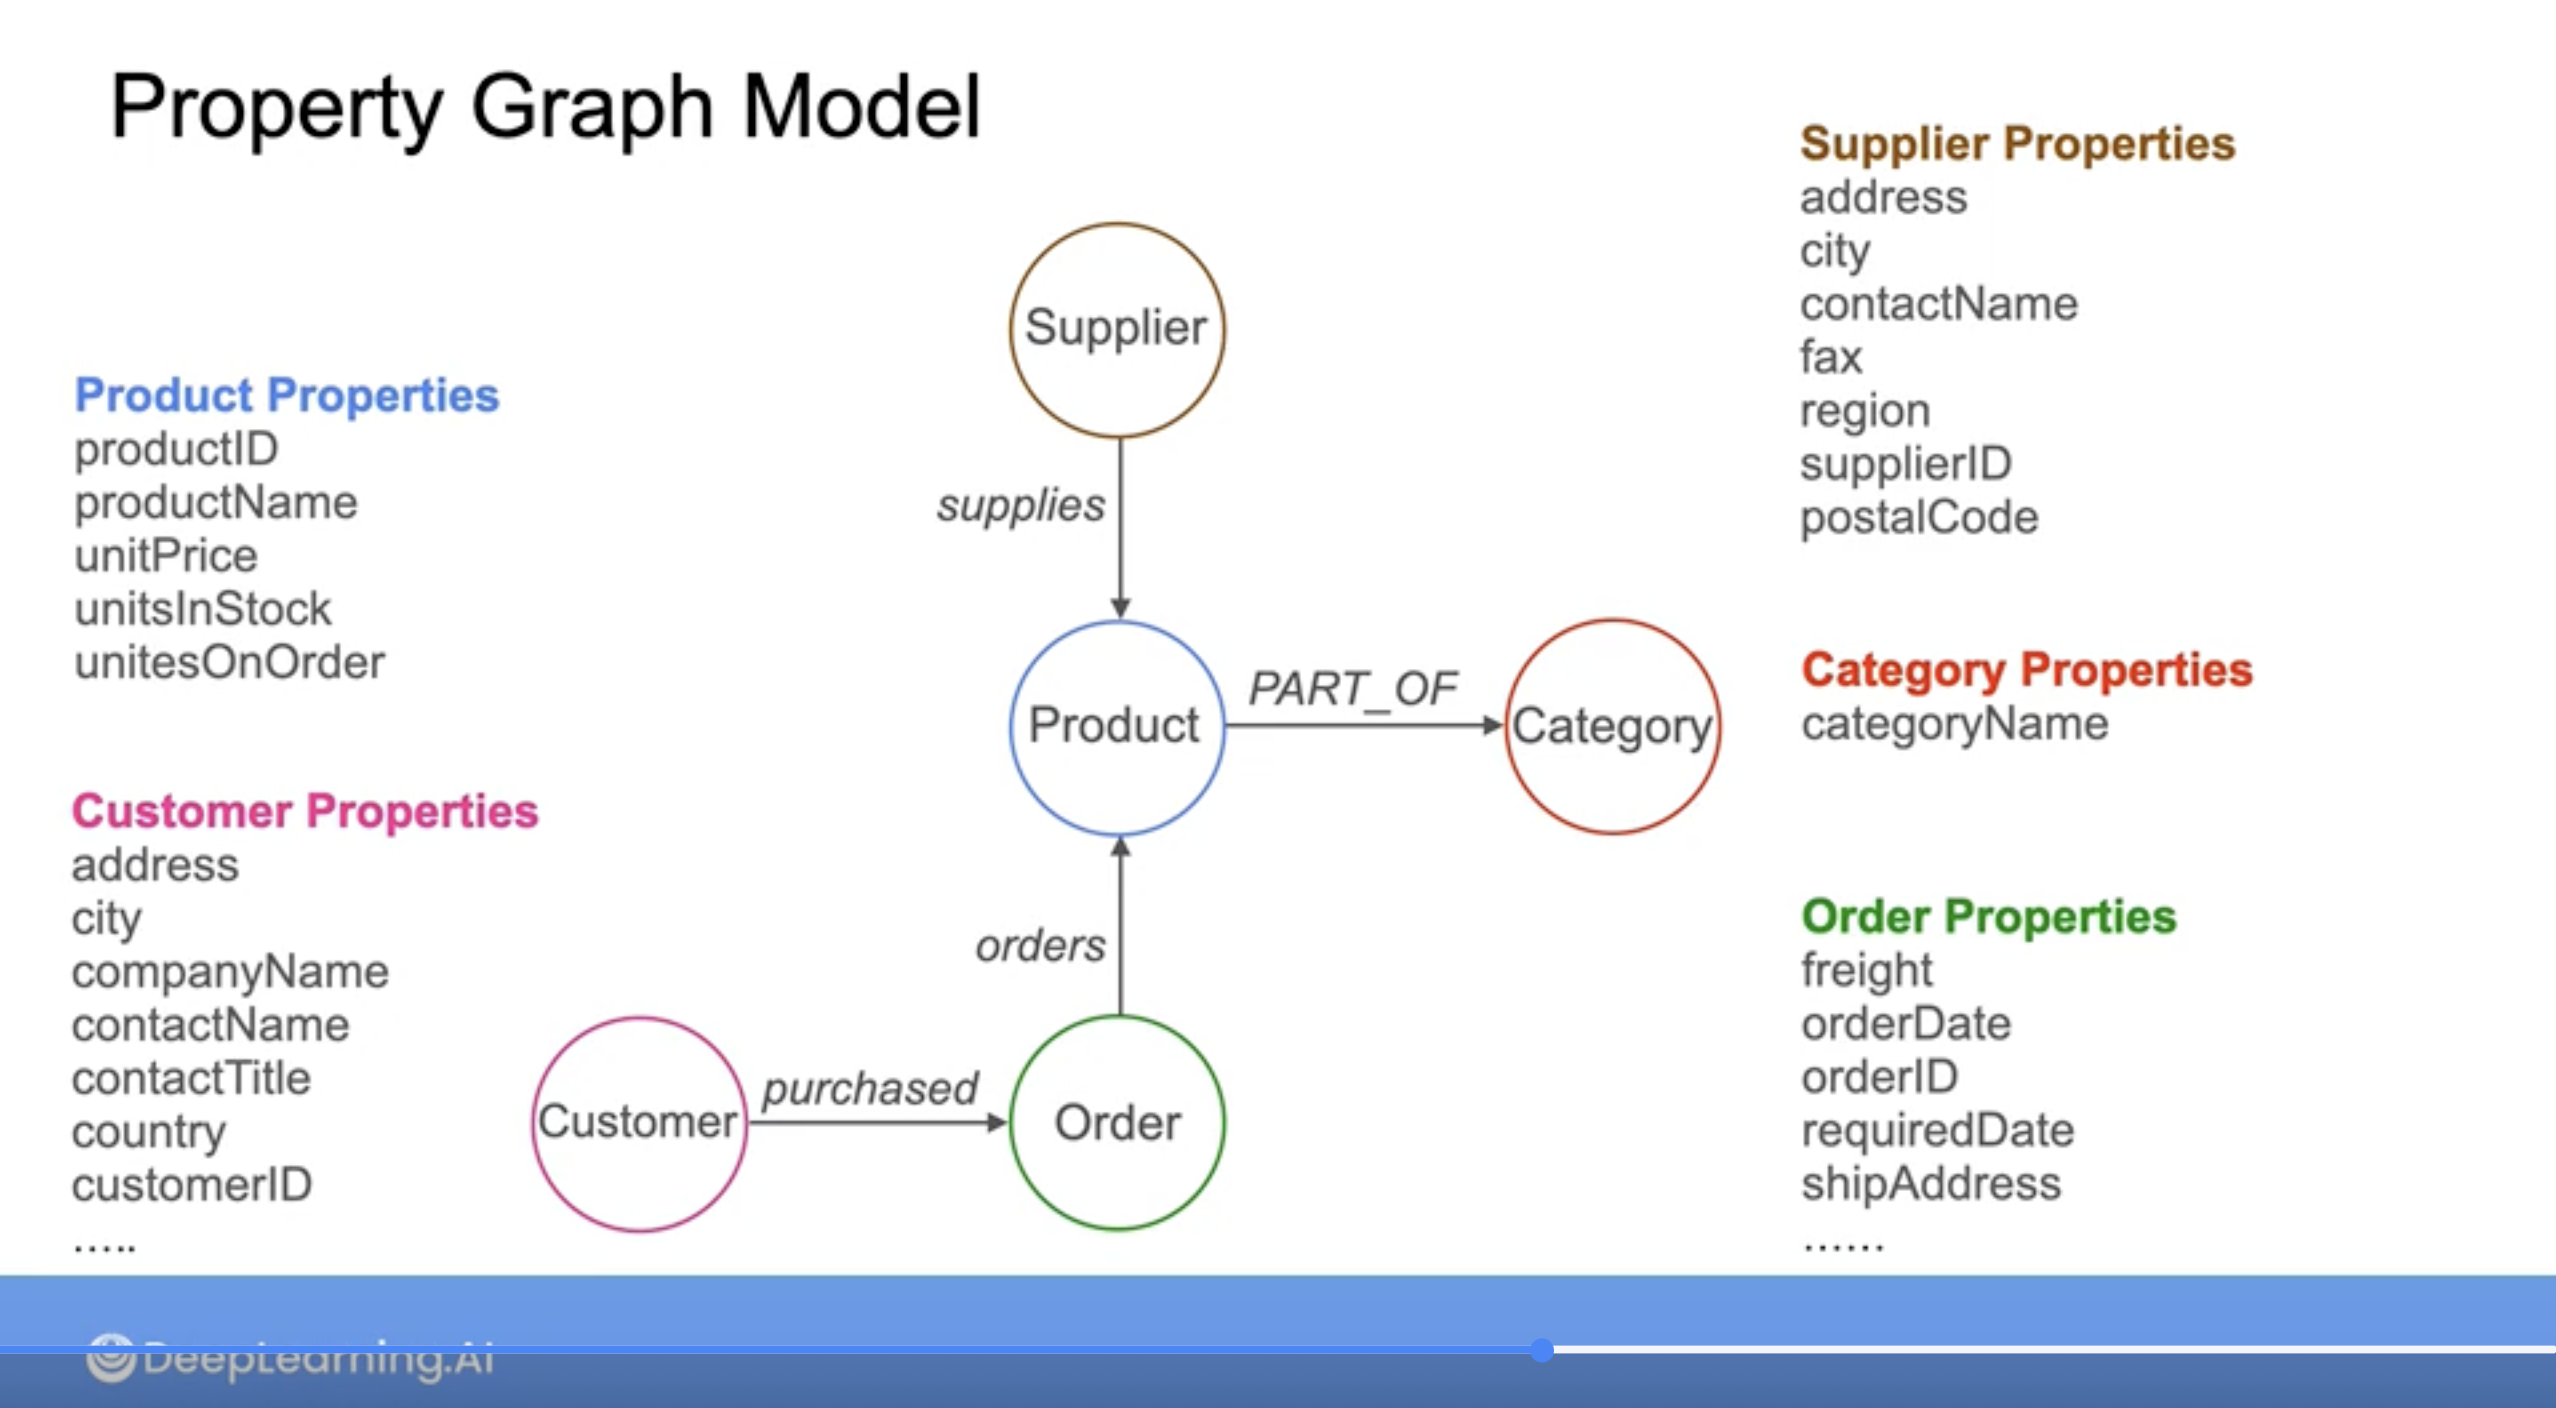 Property Graph Model
Supplier Properties
address
city
contactName
fax
region
supplierID
postalCode
Supplier
supplies
Product Properties
productID
productName
unitPrice
unitsInStock
unitesOnOrder
Product
PART_OF
Category
Category Properties
categoryName
Customer Properties
address
city
companyName
contactName
contactTitle
country
customerID
.....
orders
Customer
purchased
Order
Order Properties
freight
orderDate
orderID
requiredDate
shipAddress
......
DeepLearning.AI